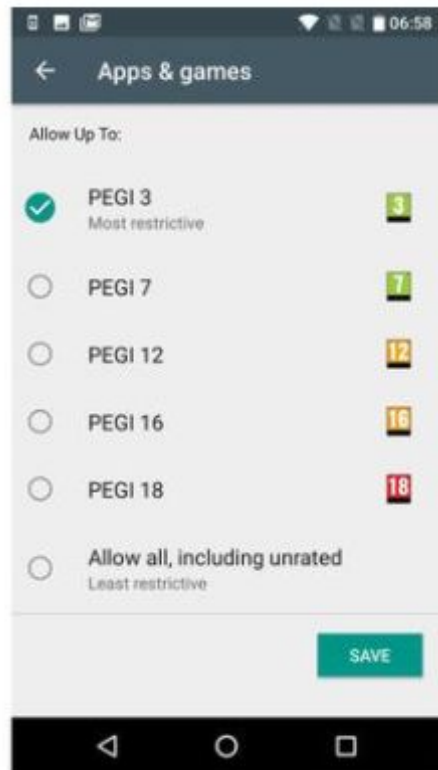 06:58
Apps & games
Allow Up To:
PEGI 3
3
Most restrictive
PEGI 7
7
PEGI 12
12
PEGI 16
16
PEGI 18
18
Allow all, including unrated
Least restrictive
SAVE